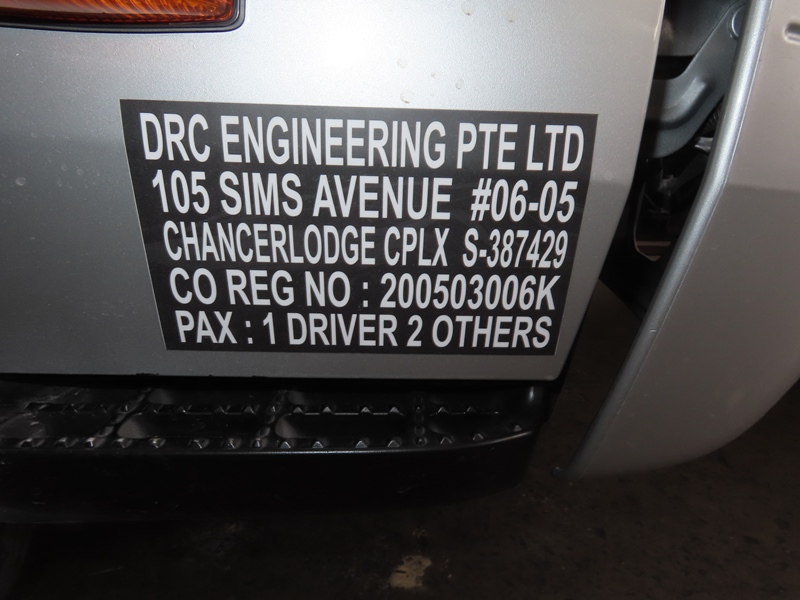 DRC ENGINEERING PTE LTD
105 SIMS AVENUE #06-05
CHANCERLODGE CPLX S-387429
CO REG NO : 200503006K
PAX : 1 DRIVER 2 OTHERS